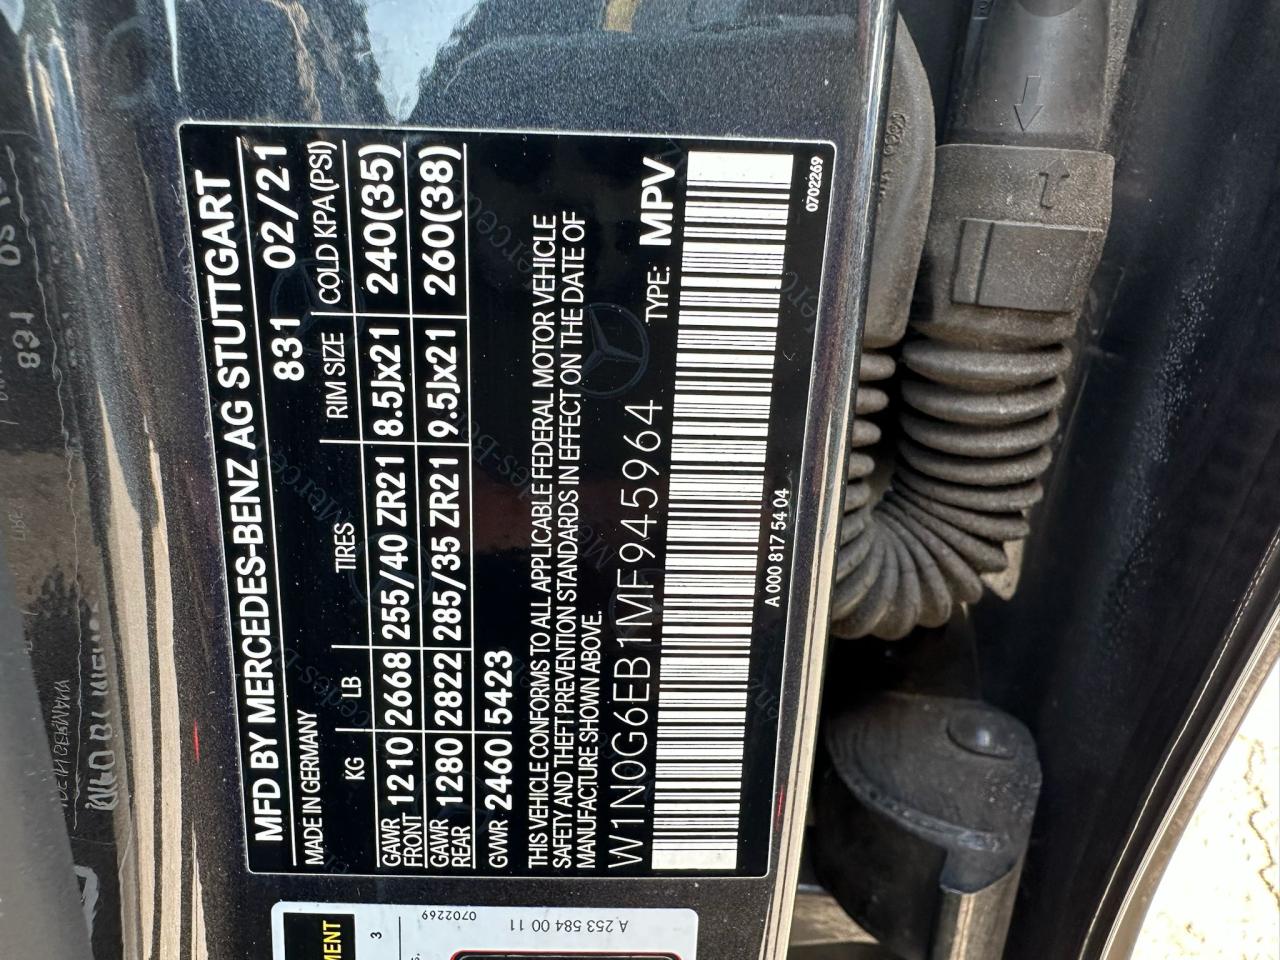 MFD BY MERCEDES-BENZ AG STUTTGART
MADE IN GERMANY 831 02/21
KG LB TIRES RIM SIZE COLD KPA (PSI)
GAWR FRONT 1210 2668 255/40 ZR21 8.5Jx21 240(35)
GAWR REAR 1280 2822 285/35 ZR21 9.5Jx21 260(38)
GVWR 2460 5423
THIS VEHICLE CONFORMS TO ALL APPLICABLE FEDERAL MOTOR VEHICLE
SAFETY AND THEFT PREVENTION STANDARDS IN EFFECT ON THE DATE OF
MANUFACTURE SHOWN ABOVE.
W1N0G6EB1MF945964 TYPE: MPV
A 000 817 54 04
0702269
A 253 584 00 11
0702269
3